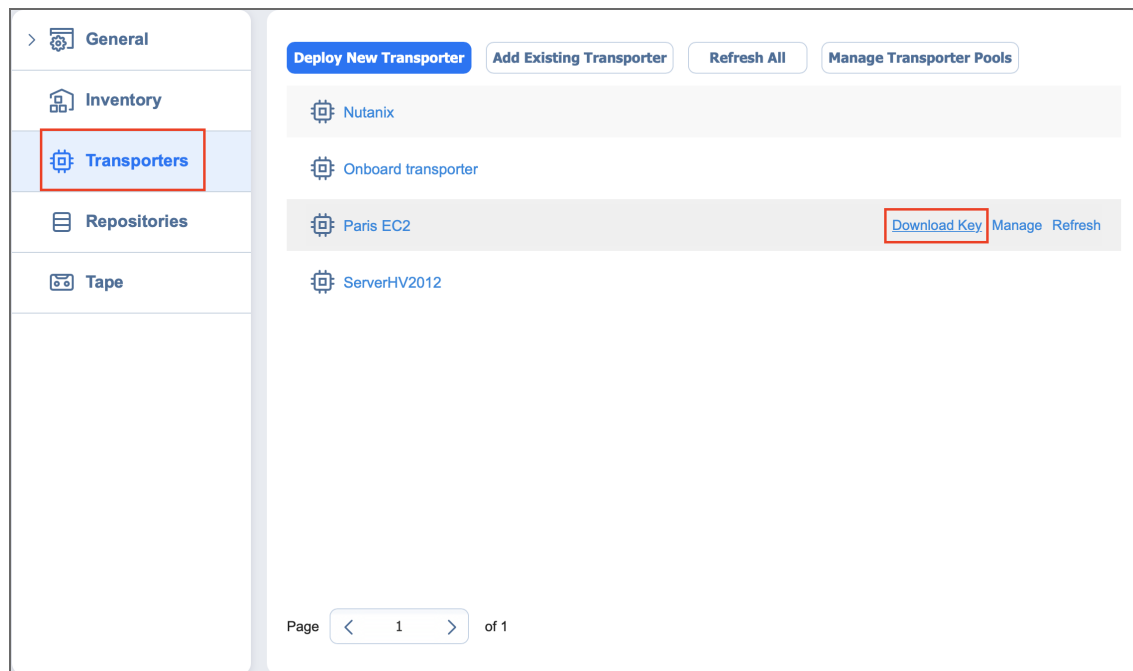 General
Inventory
Transporters
Repositories
Tape
Deploy New Transporter Add Existing Transporter Refresh All Manage Transporter Pools
Nutanix
Onboard transporter
Paris EC2 Download Key Manage Refresh
ServerHV2012
Page 1 of 1